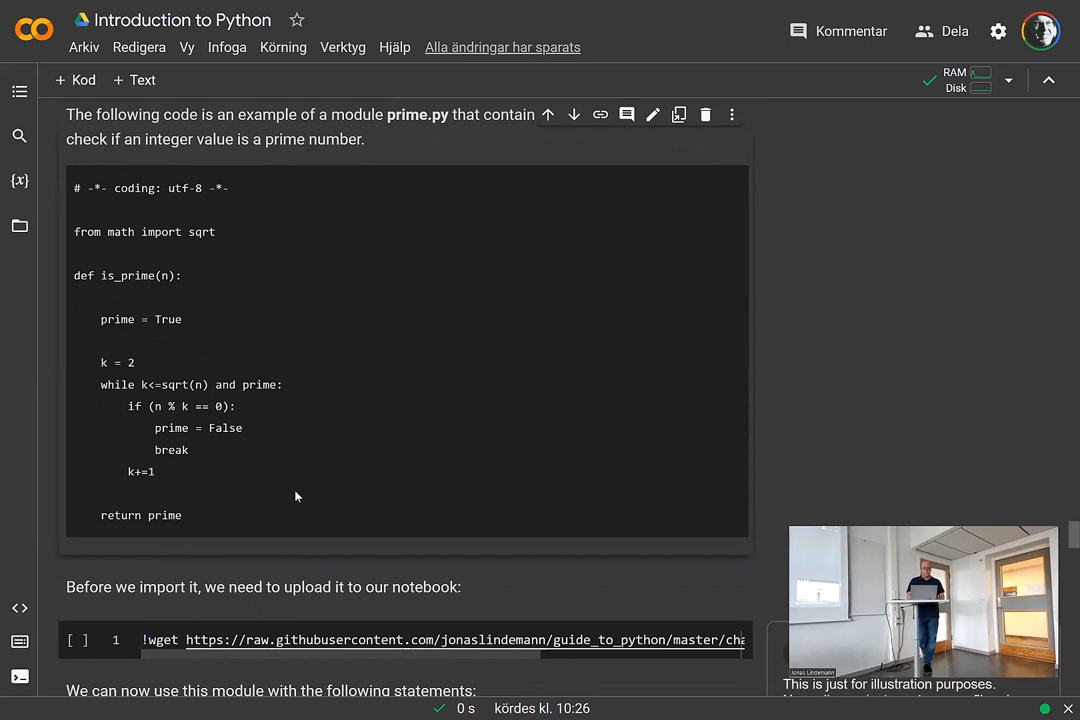 Introduction to Python
Arkiv Redigera Vy Infoga Körning Verktyg Hjälp Alla ändringar har sparats
Kommentar
Dela
+ Kod + Text
RAM
Disk
The following code is an example of a module prime.py that contain
check if an integer value is a prime number.
# -*- coding: utf-8 -*-
from math import sqrt
def is_prime(n):
prime = True
k = 2
while k<=sqrt(n) and prime:
if (n % k == 0):
prime = False
break
k+=1
return prime
Before we import it, we need to upload it to our notebook:
[ ] 1 !wget https://raw.githubusercontent.com/jonaslindemann/guide_to_python/master/cha
We can now use this module with the following statements:
Jonas Lindemann
This is just for illustration purposes.
0 s kördes kl. 10:26